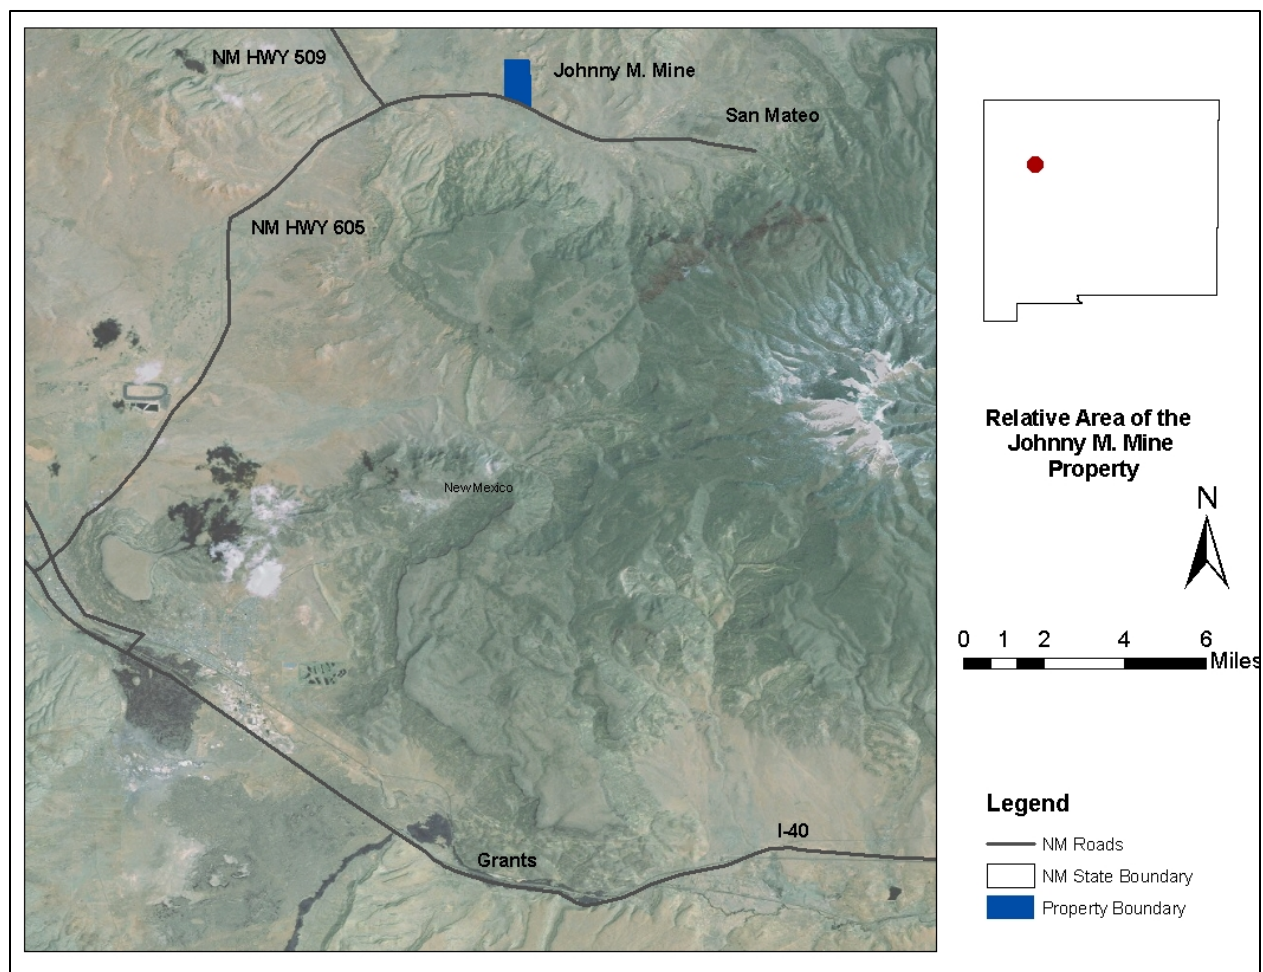 NM HWY 509
Johnny M. Mine
San Mateo
NM HWY 605
New Mexico
Grants
I-40
Relative Area of the
Johnny M. Mine
Property
N
0 1 2 4 6
Miles
Legend
NM Roads
NM State Boundary
Property Boundary